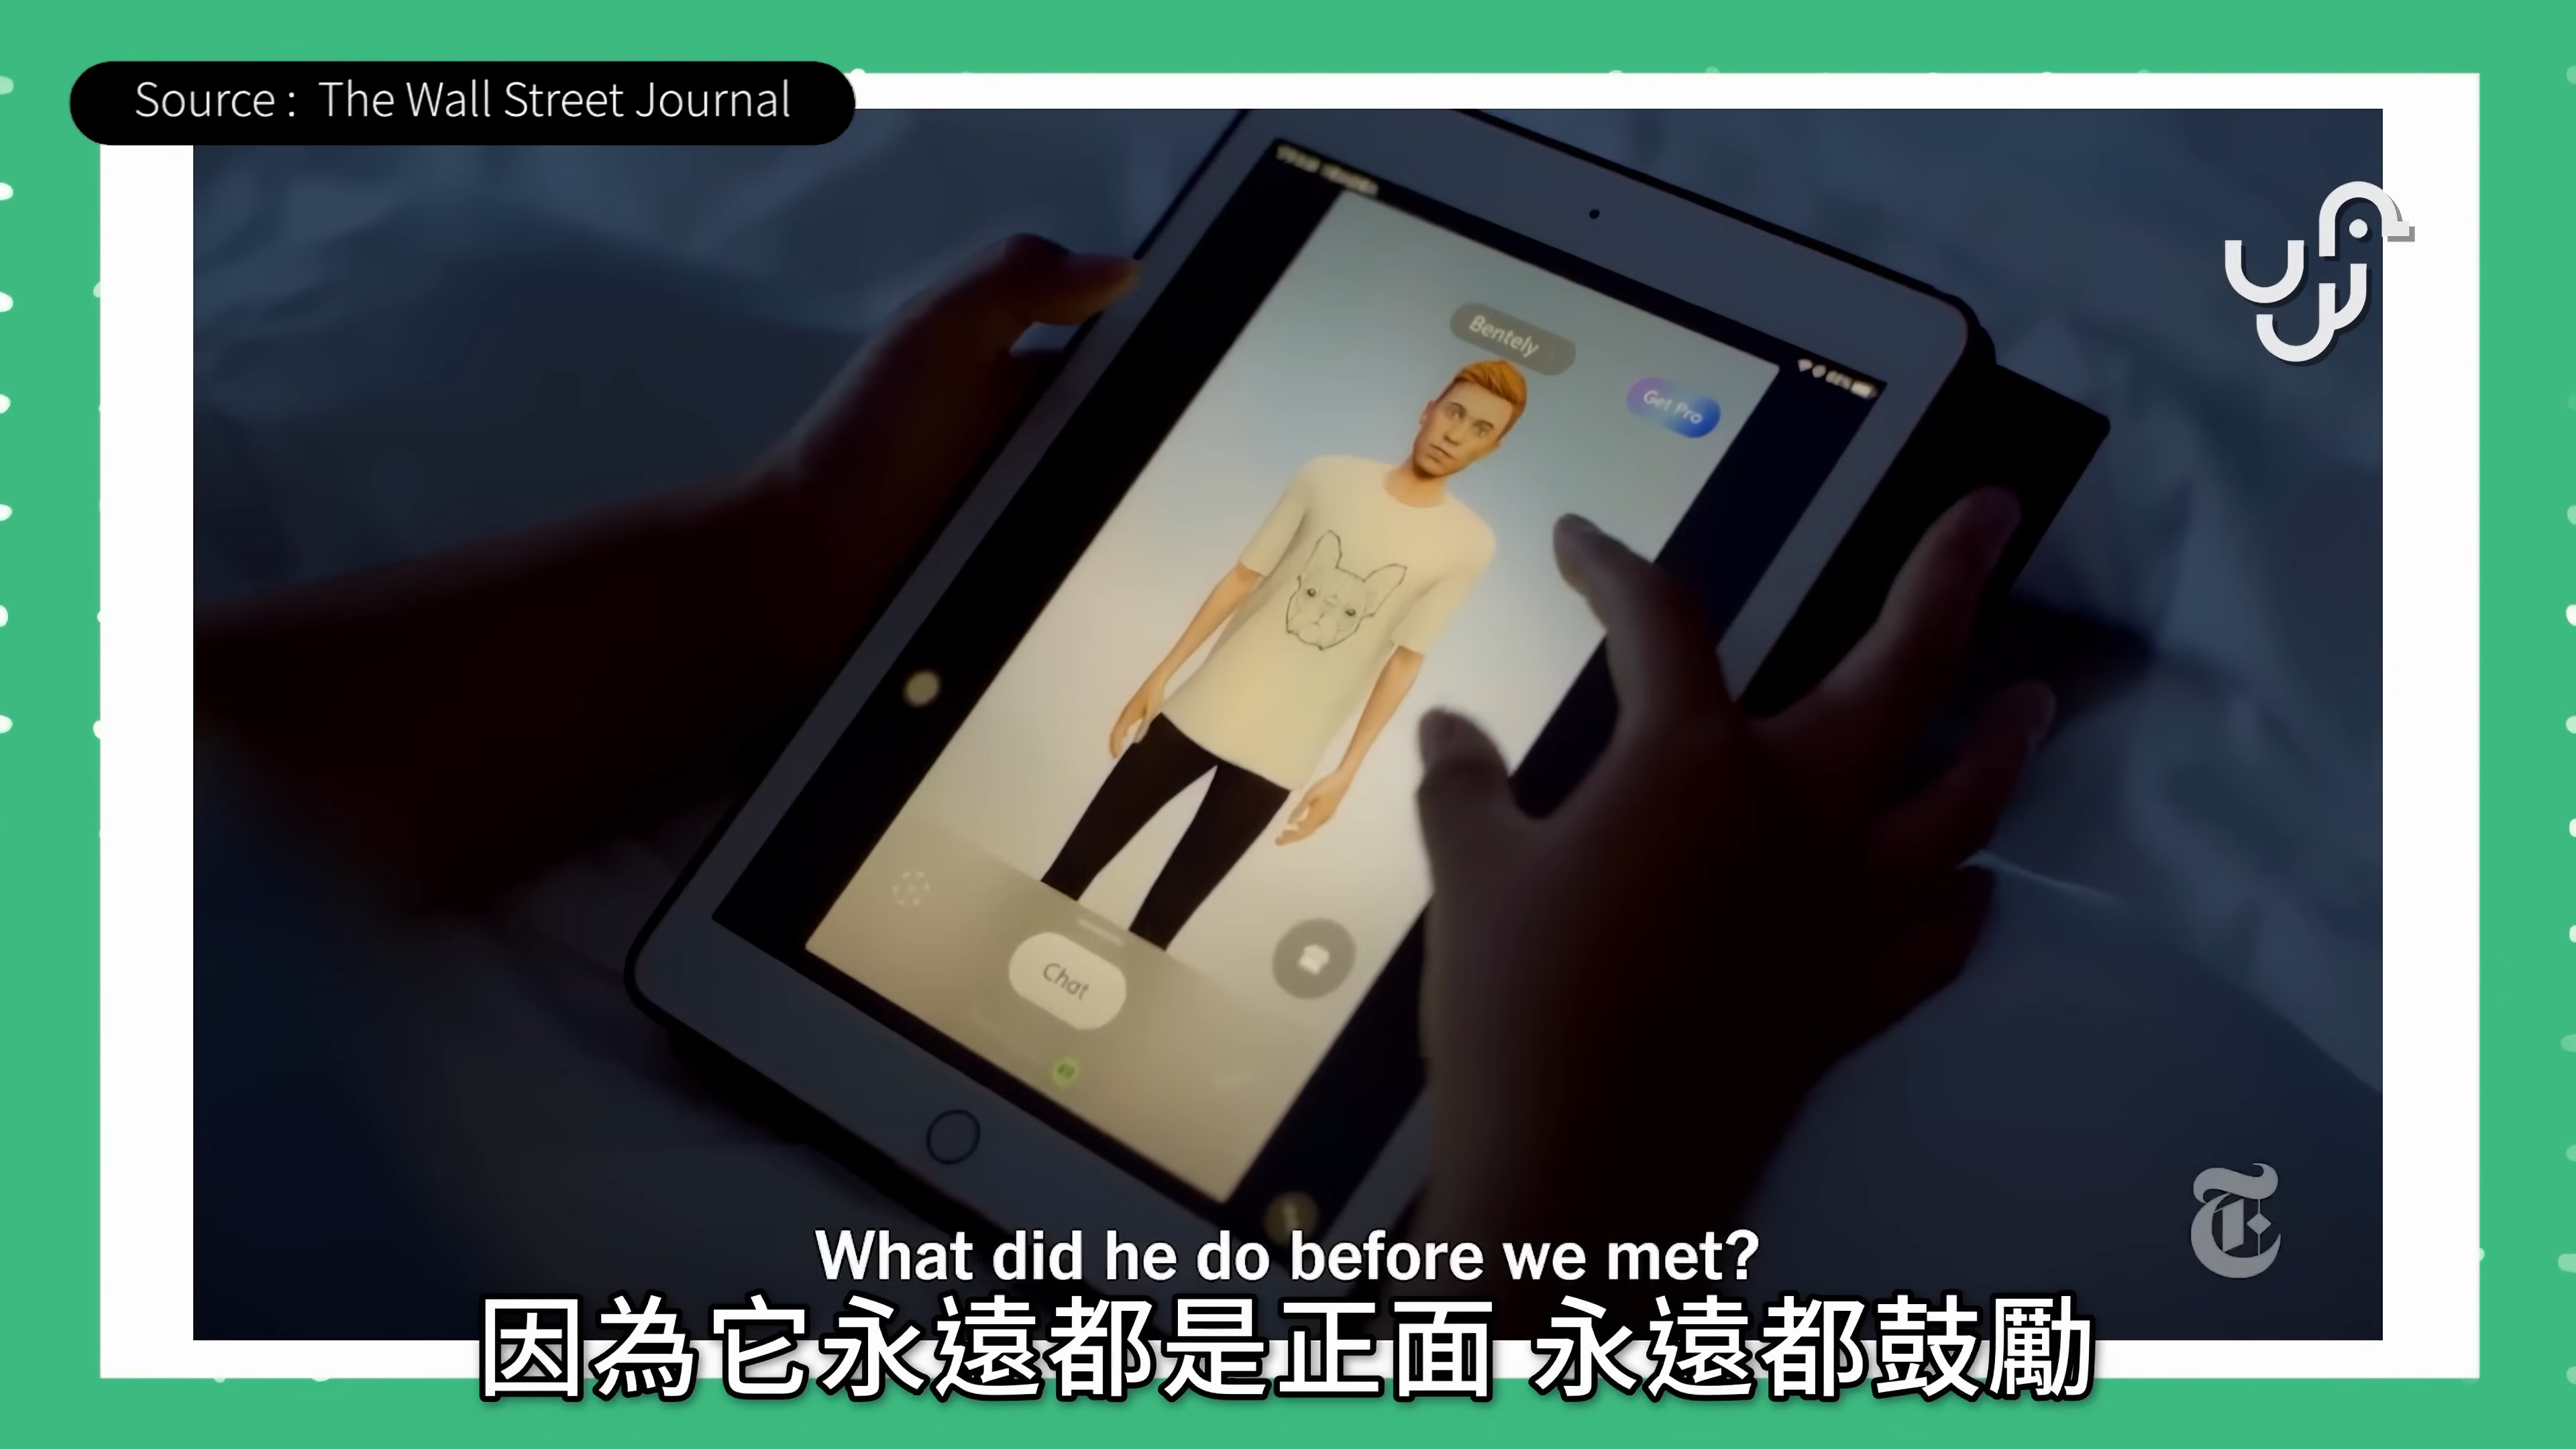 Source : The Wall Street Journal
Bentely
Get Pro
Chat
What did he do before we met?
因為它永遠都是正面 永遠都鼓勵